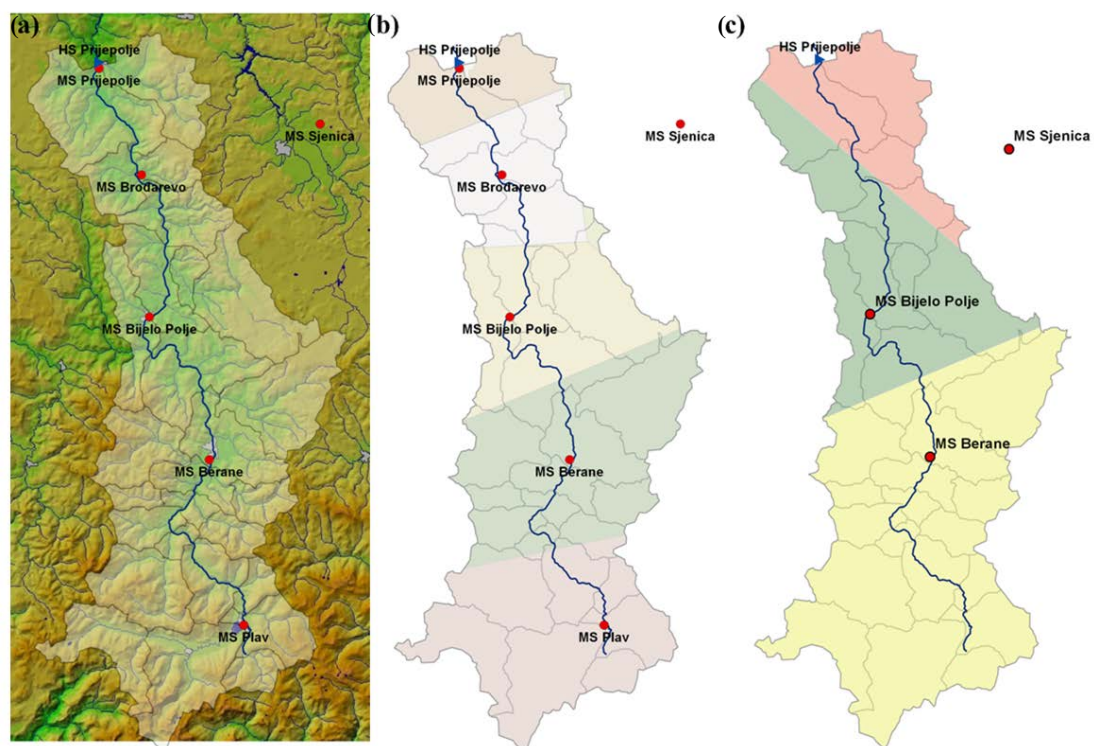 (a)
HS Prijepolje
MS Prijepolje
MS Sjenica
MS Brodarevo
MS Bijelo Polje
MS Berane
MS Plav
(b)
HS Prijepolje
MS Prijepolje
MS Sjenica
MS Brodarevo
MS Bijelo Polje
MS Berane
MS Plav
(c)
HS Prijepolje
MS Sjenica
MS Bijelo Polje
MS Berane